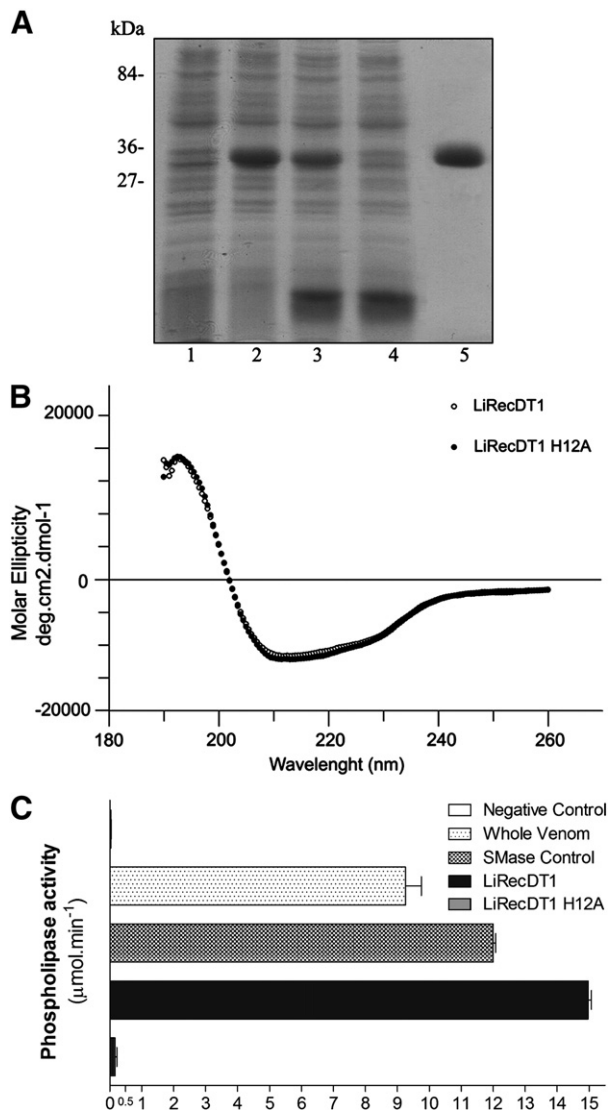 A
kDa
84-
36-
27-
1 2 3 4 5
B
20000
0
-20000
Molar Ellipticity
deg.cm2.dmol-1
LiRecDT1
LiRecDT1 H12A
180 200 220 240 260
Wavelenght (nm)
C
Negative Control
Whole Venom
SMase Control
LiRecDT1
LiRecDT1 H12A
Phospholipase activity
(µmol.min⁻¹)
0 0.5 1 2 3 4 5 6 7 8 9 10 11 12 13 14 15